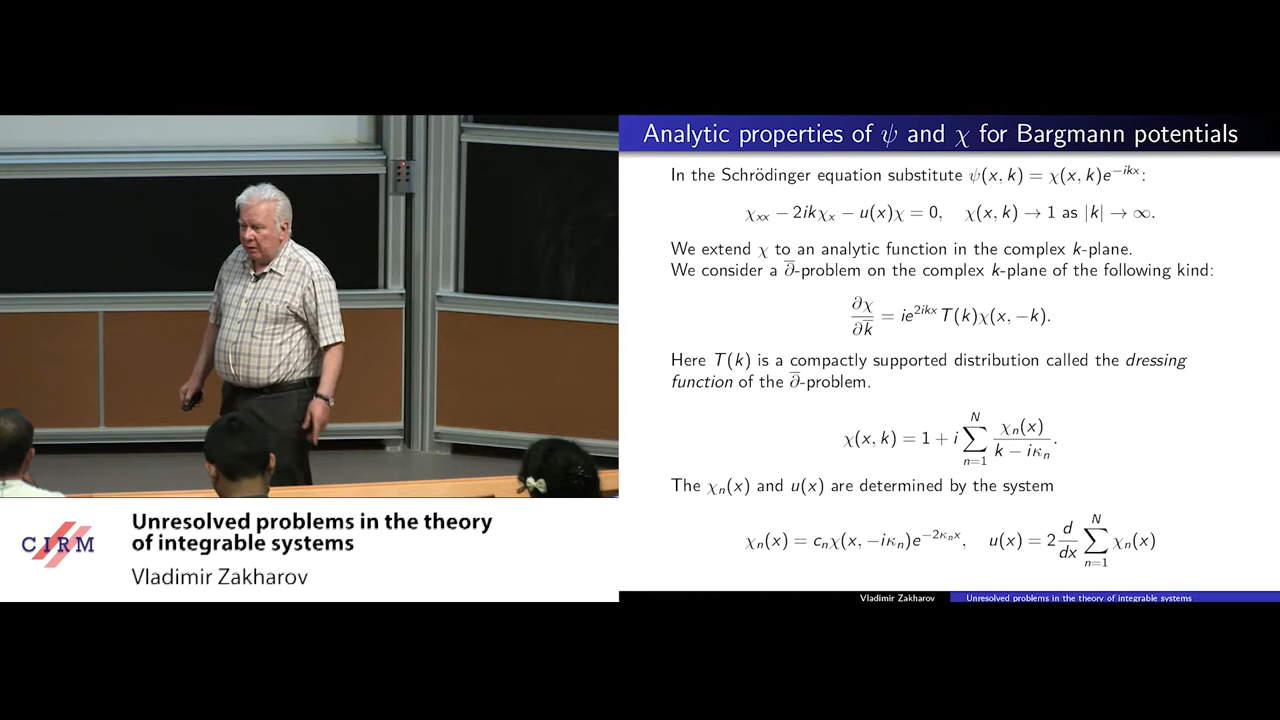 Analytic properties of ψ and χ for Bargmann potentials
In the Schrödinger equation substitute ψ(x, k) = χ(x, k)e^{−ikx}:
χ_{xx} − 2ikχ_x − u(x)χ = 0, χ(x, k) → 1 as |k| → ∞.
We extend χ to an analytic function in the complex k-plane.
We consider a ∂̅-problem on the complex k-plane of the following kind:
∂χ/∂k̅ = ie^{2ikx}T(k)χ(x, −k).
Here T(k) is a compactly supported distribution called the dressing
function of the ∂̅-problem.
χ(x, k) = 1 + i ∑_{n=1}^{N} χ_n(x)/(k − iκ_n).
The χ_n(x) and u(x) are determined by the system
χ_n(x) = c_nχ(x, −iκ_n)e^{−2κ_nx}, u(x) = 2 d/dx ∑_{n=1}^{N} χ_n(x)
Vladimir Zakharov Unresolved problems in the theory of integrable systems
CIRM
Unresolved problems in the theory
of integrable systems
Vladimir Zakharov